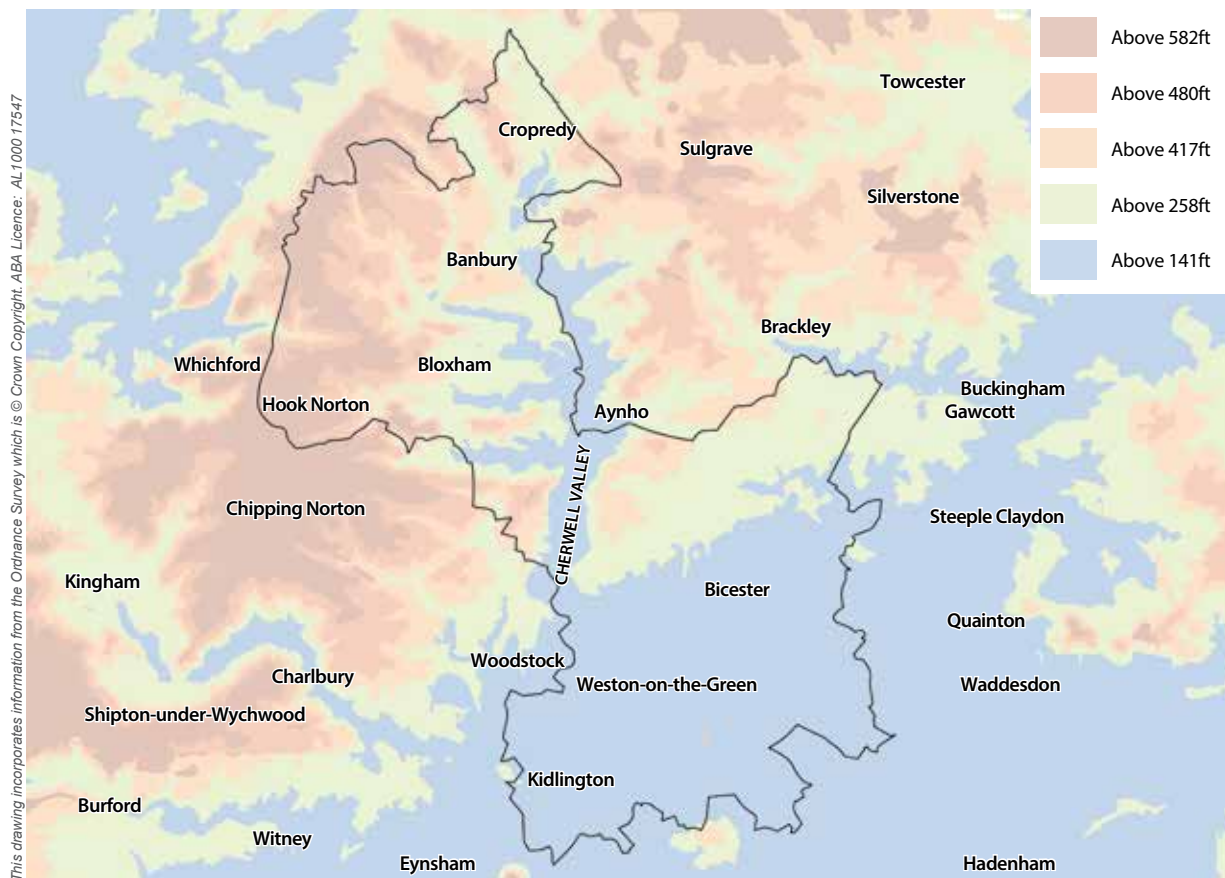 Above 582ft
Above 480ft
Above 417ft
Above 258ft
Above 141ft
Towcester
Cropredy
Sulgrave
Silverstone
Banbury
Brackley
Whichford
Bloxham
Buckingham
Hook Norton
Aynho
Gawcott
CHERWELL VALLEY
Chipping Norton
Steeple Claydon
Kingham
Bicester
Quainton
Woodstock
Charlbury
Weston-on-the-Green
Waddesdon
Shipton-under-Wychwood
Kidlington
Burford
Witney
Eynsham
Hadenham
This drawing incorporates information from the Ordnance Survey which is © Crown Copyright. ABA Licence: AL1000 17547